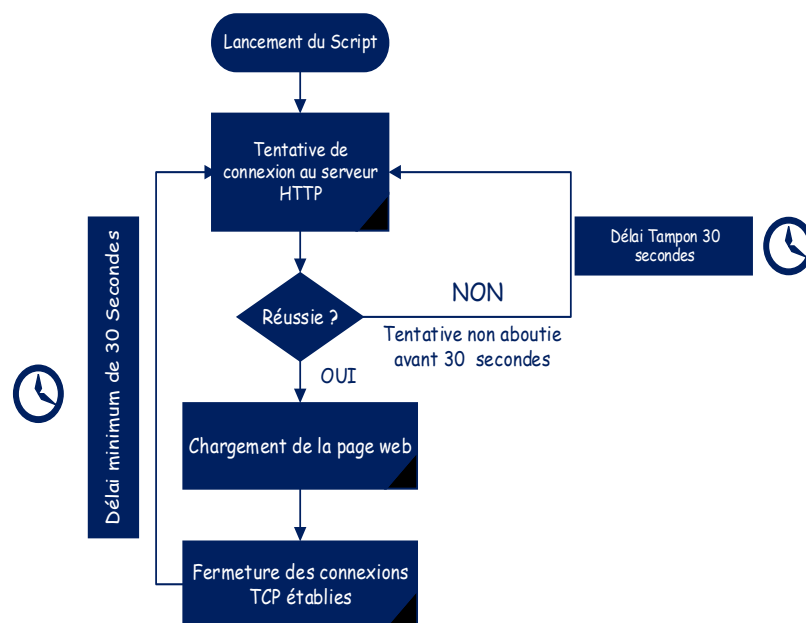 Lancement du Script
Tentative de
connexion au serveur
HTTP
Délai Tampon 30
secondes
Délai minimum de 30 Secondes
Réussie ?
NON
Tentative non aboutie
avant 30 secondes
OUI
Chargement de la page web
Fermeture des connexions
TCP établies